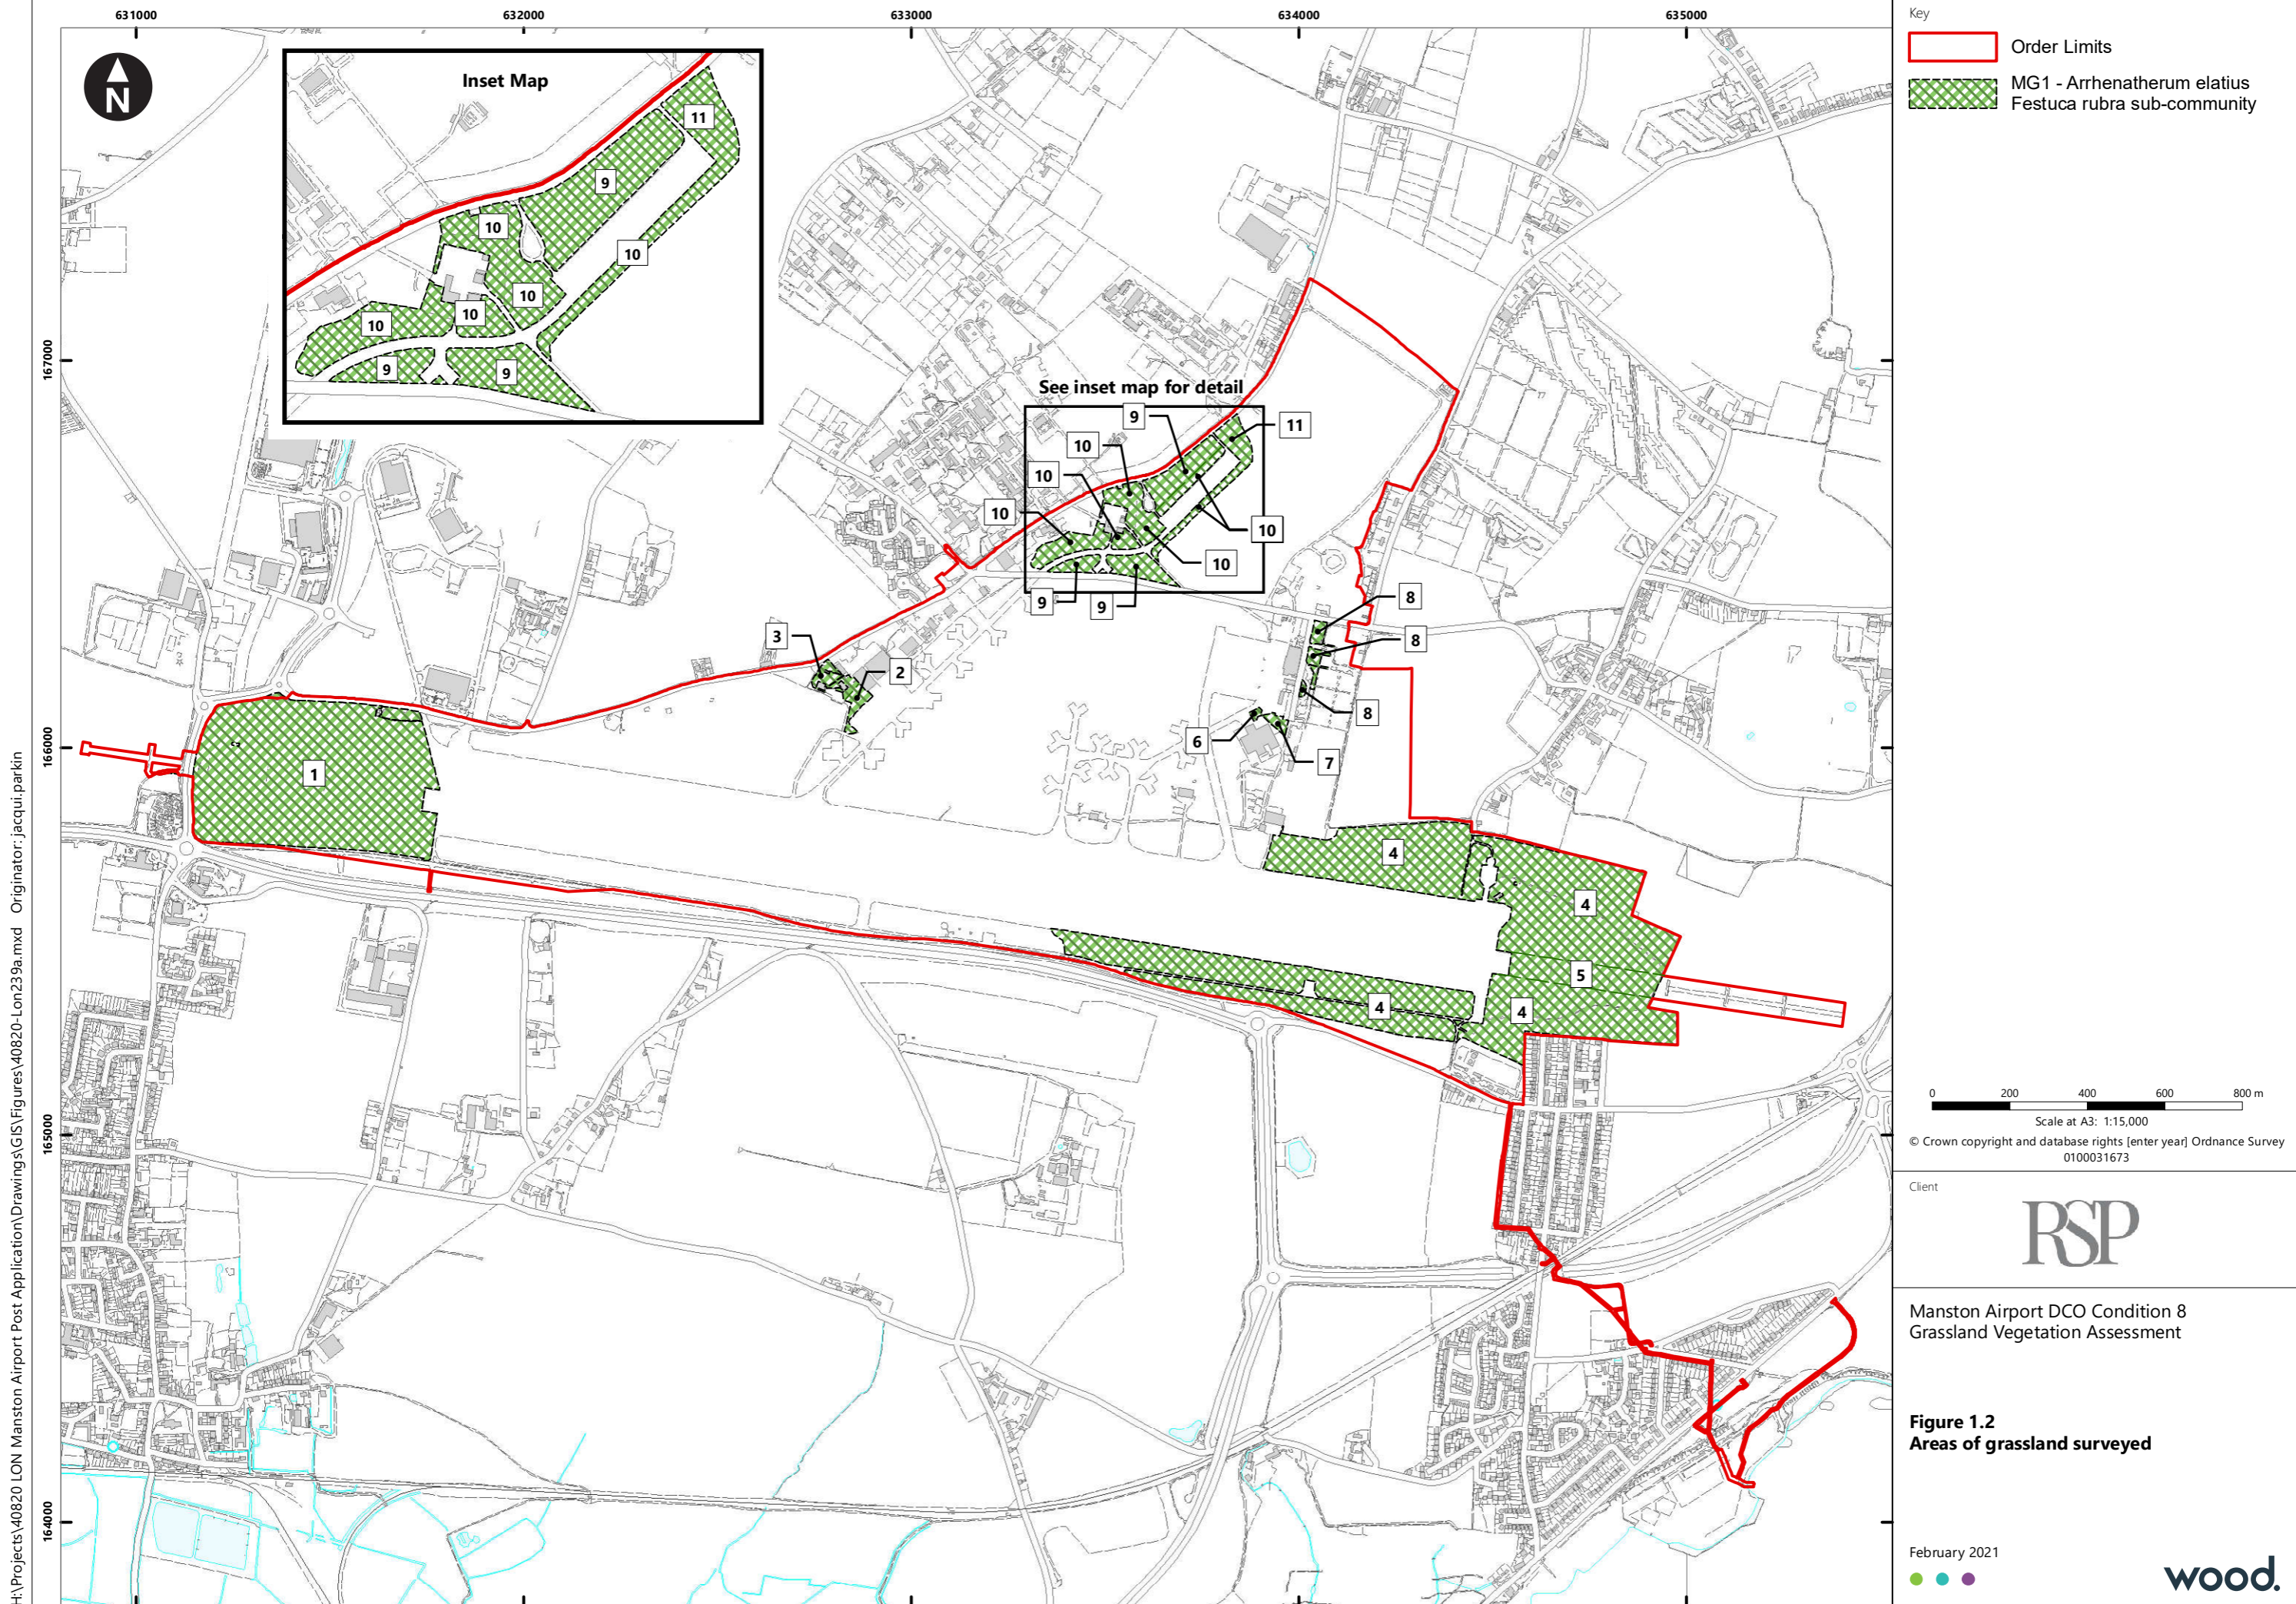 631000
632000
633000
634000
635000
167000
166000
165000
164000
N
Inset Map
11
9
10
10
10
10
10
9
9
See inset map for detail
9
11
10
10
10
10
10
9
9
3
2
8
8
8
6
7
1
4
4
5
4
4
Key
Order Limits
MG1 - Arrhenatherum elatius
Festuca rubra sub-community
0 200 400 600 800 m
Scale at A3: 1:15,000
© Crown copyright and database rights [enter year] Ordnance Survey
0100031673
Client
RSP
Manston Airport DCO Condition 8
Grassland Vegetation Assessment
Figure 1.2
Areas of grassland surveyed
February 2021
wood.
H:\Projects\40820 LON Manston Airport Post Application\Drawings\GIS\Figures\40820-Lon239a.mxd Originator: jacqui.parkin